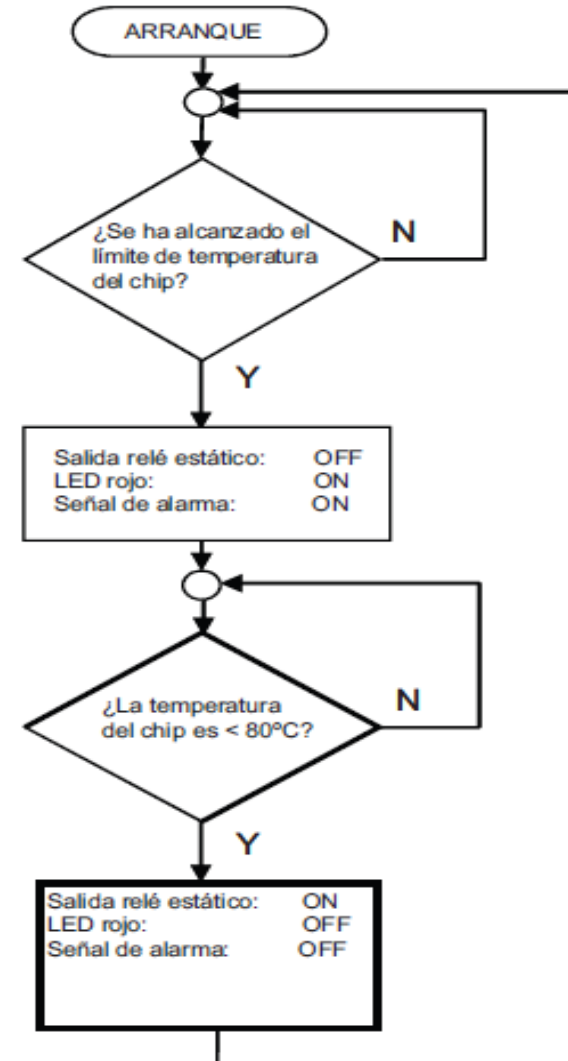 ARRANQUE
¿Se ha alcanzado el
límite de temperatura
del chip?
N
Y
Salida relé estático: OFF
LED rojo: ON
Señal de alarma: ON
¿La temperatura
del chip es < 80ºC?
N
Y
Salida relé estático: ON
LED rojo: OFF
Señal de alarma: OFF